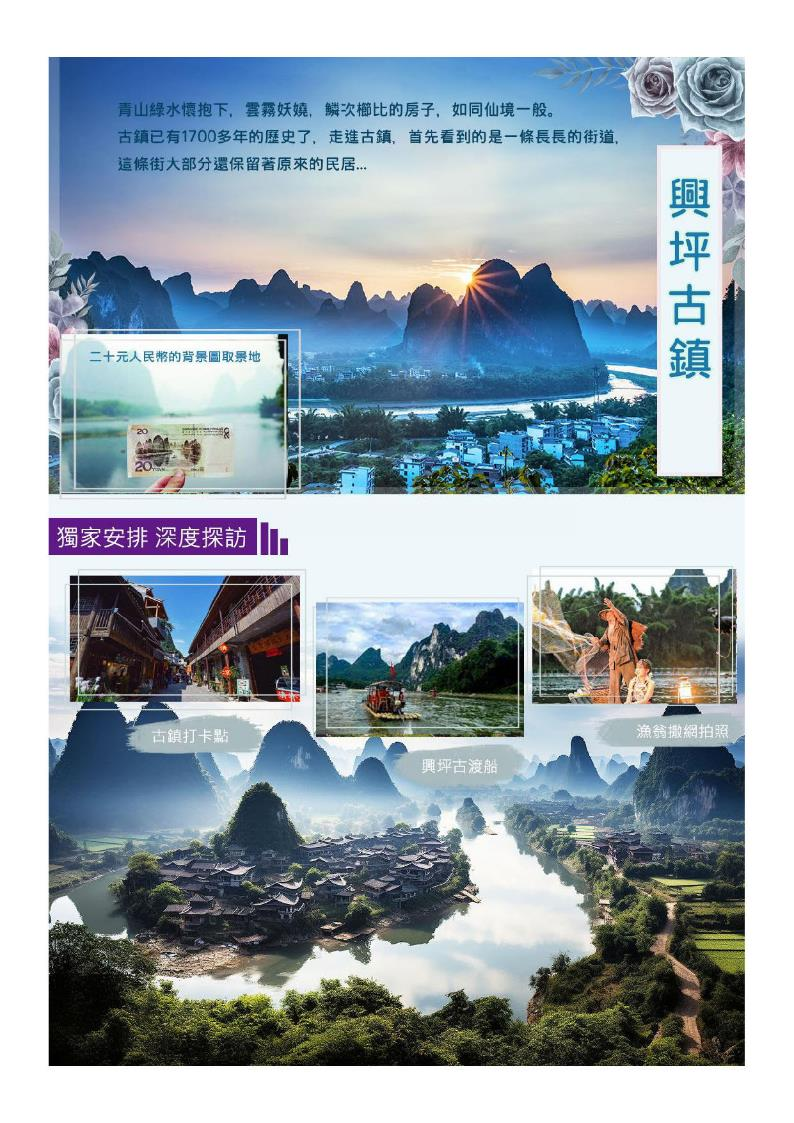 青山綠水懷抱下，雲霧妖嬈，鱗次櫛比的房子，如同仙境一般。
古鎮已有1700多年的歷史了，走進古鎮，首先看到的是一條長長的街道，
這條街大部分還保留著原來的民居...
興坪古鎮
二十元人民幣的背景圖取景地
20
20
獨家安排 深度探訪
古鎮打卡點
興坪古渡船
漁翁撒網拍照